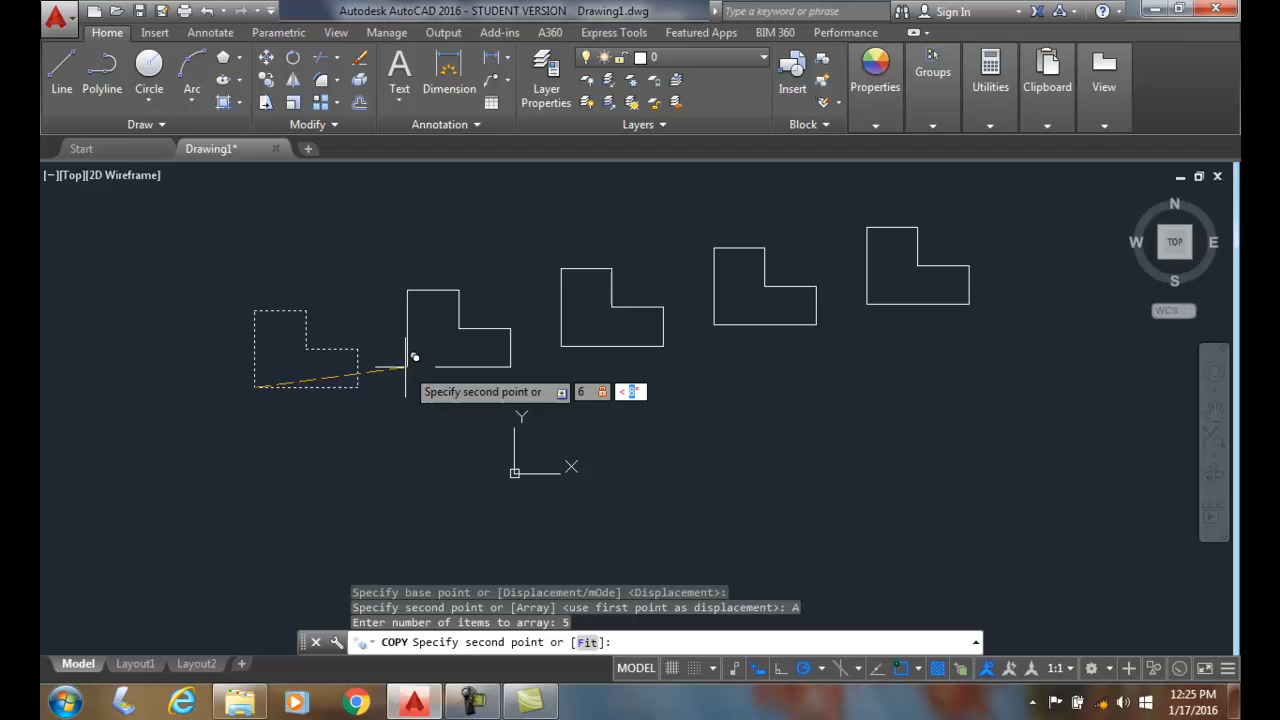 Autodesk AutoCAD 2016 - STUDENT VERSION Drawing1.dwg
Type a keyword or phrase
Sign In
Home Insert Annotate Parametric View Manage Output Add-ins A360 Express Tools Featured Apps BIM 360 Performance
0
Line Polyline Circle Arc
Text Dimension
Layer Properties
Insert
Properties Groups Utilities Clipboard View
Draw Modify Annotation Layers Block
Start Drawing1* +
[−][Top][2D Wireframe]
N
W TOP E
S
WCS
Specify second point or 6 < 8°
Y
X
Specify base point or [Displacement/mOde] <Displacement>:
Specify second point or [Array] <use first point as displacement>: A
Enter number of items to array: 5
COPY Specify second point or [Fit]:
Model Layout1 Layout2 +
MODEL 1:1
12:25 PM
1/17/2016